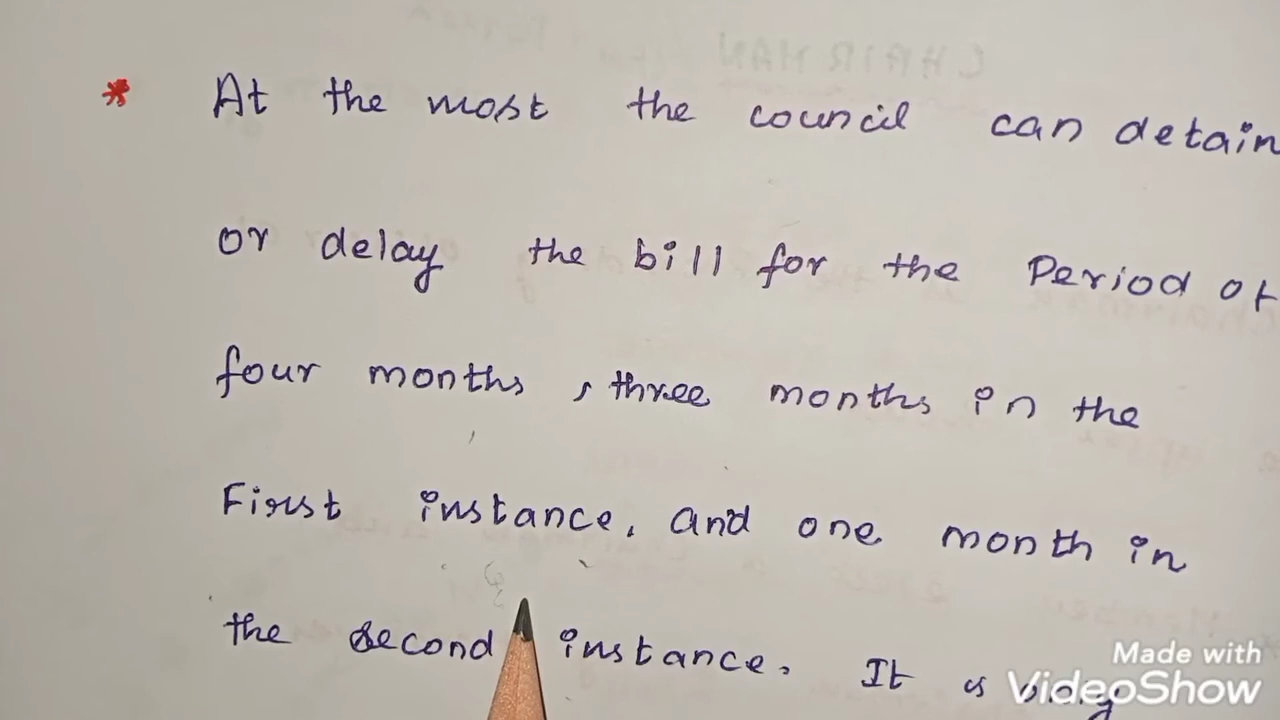 * At the most the council can detain
or delay the bill for the Period of
four months, three months in the
First instance, and one month in
the second instance. It is only
Made with
VideoShow